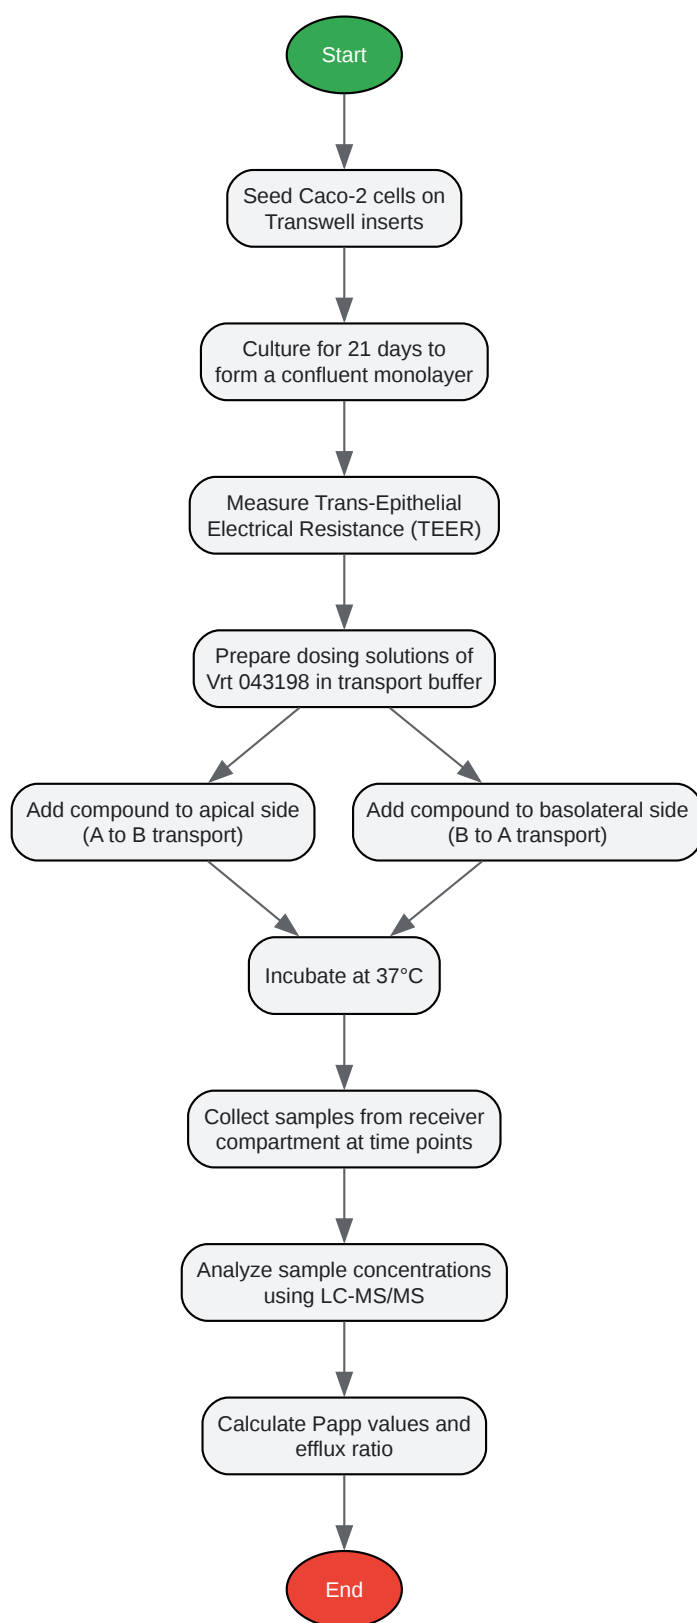 Start
Seed Caco-2 cells on
Transwell inserts
Culture for 21 days to
form a confluent monolayer
Measure Trans-Epithelial
Electrical Resistance (TEER)
Prepare dosing solutions of
Vrt 043198 in transport buffer
Add compound to apical side
(A to B transport)
Add compound to basolateral side
(B to A transport)
Incubate at 37°C
Collect samples from receiver
compartment at time points
Analyze sample concentrations
using LC-MS/MS
Calculate Papp values and
efflux ratio
End